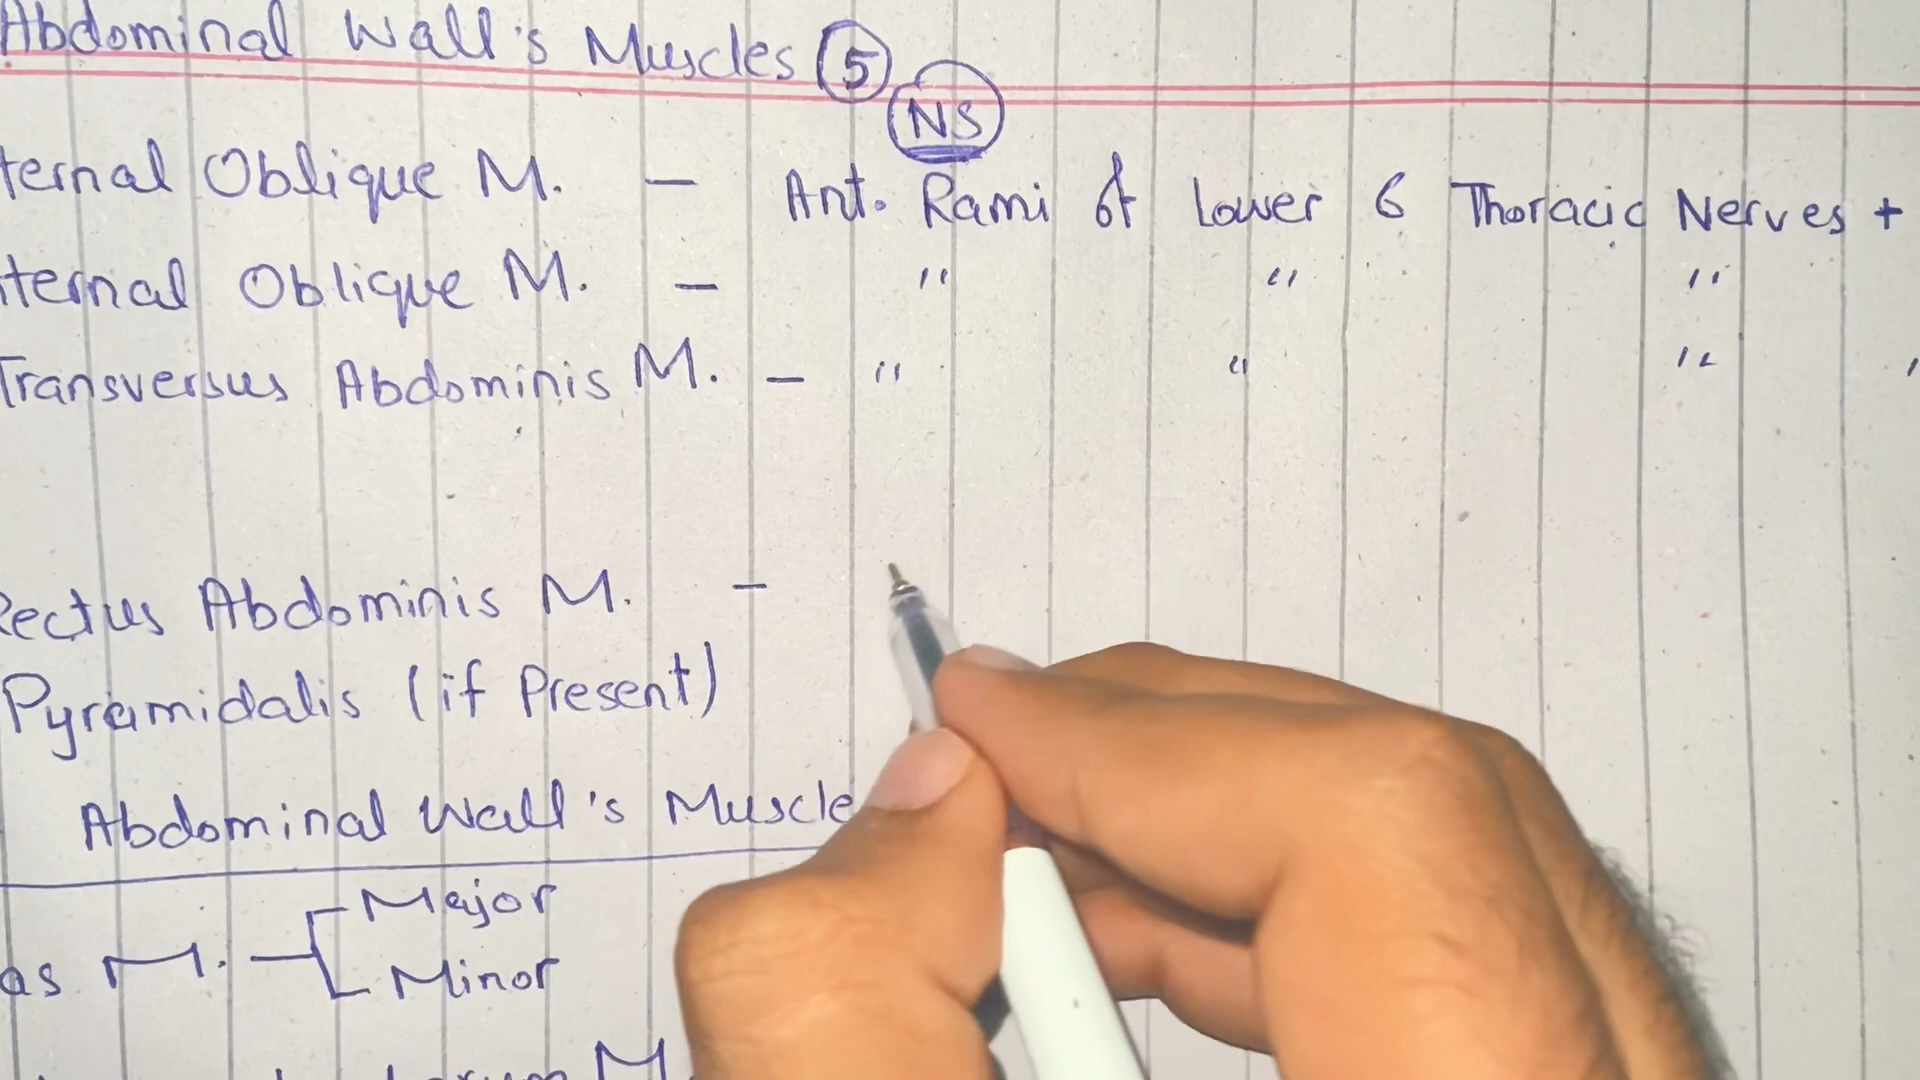 Abdominal Wall's Muscles 5
NS
ternal Oblique M. - Ant. Rami of Lower 6 Thoracic Nerves +
ternal Oblique M. - " " "
Transversus Abdominis M. - " " " "
Rectus Abdominis M. -
Pyramidalis (if Present)
Abdominal Wall's Muscle
as M. Major
Minor
M